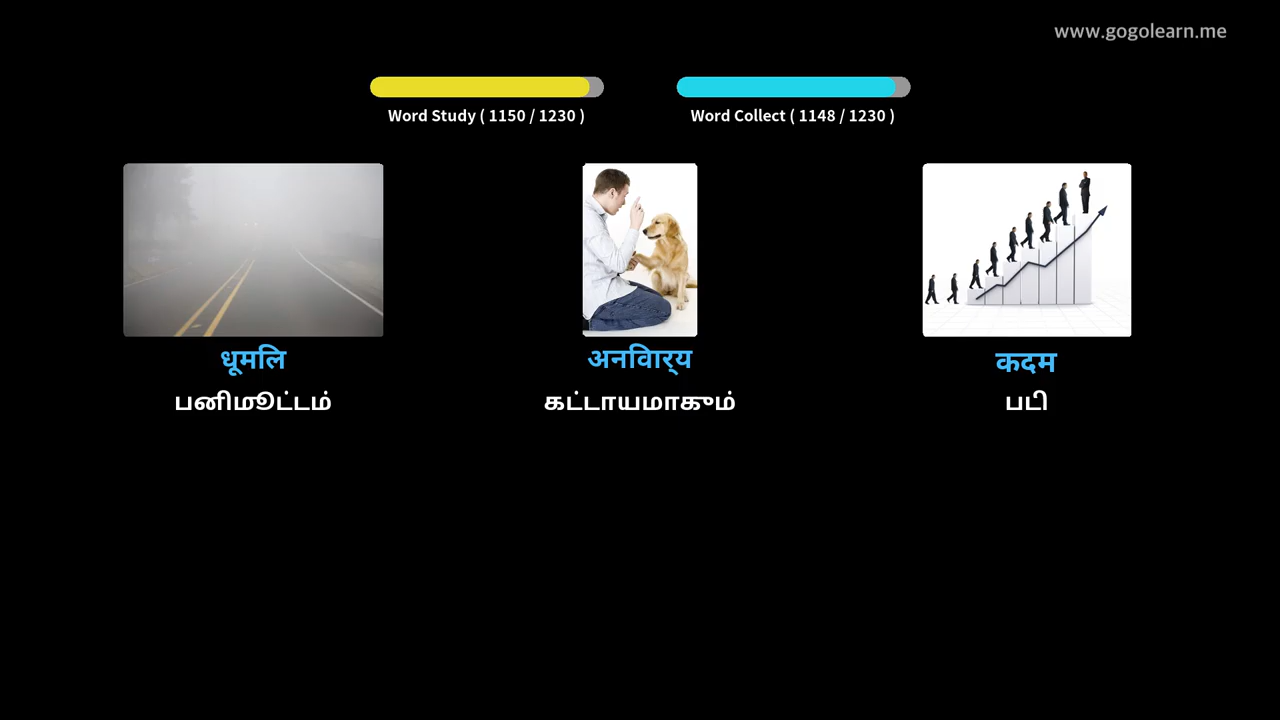 www.gogolearn.me
Word Study ( 1150 / 1230 )
Word Collect ( 1148 / 1230 )
धूमलि
अनविार्‌य
कदम
பனிமூட்டம்
கட்டாயமாகும்
படி